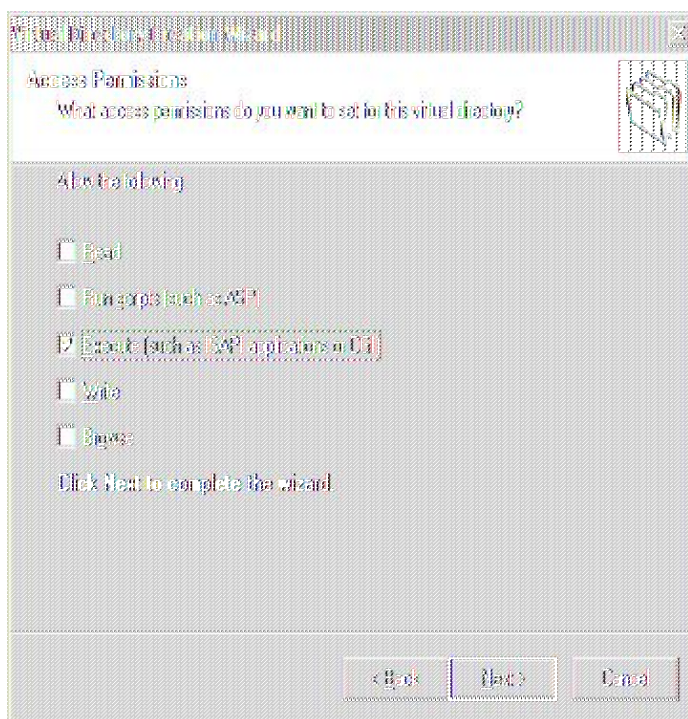 Virtual Directory Creation Wizard
Access Permissions
What access permissions do you want to set for this virtual directory?
Allow the following:
Read
Run scripts (such as ASP)
Execute (such as ISAPI applications or CGI)
Write
Browse
Click Next to complete the wizard.
< Back
Next >
Cancel